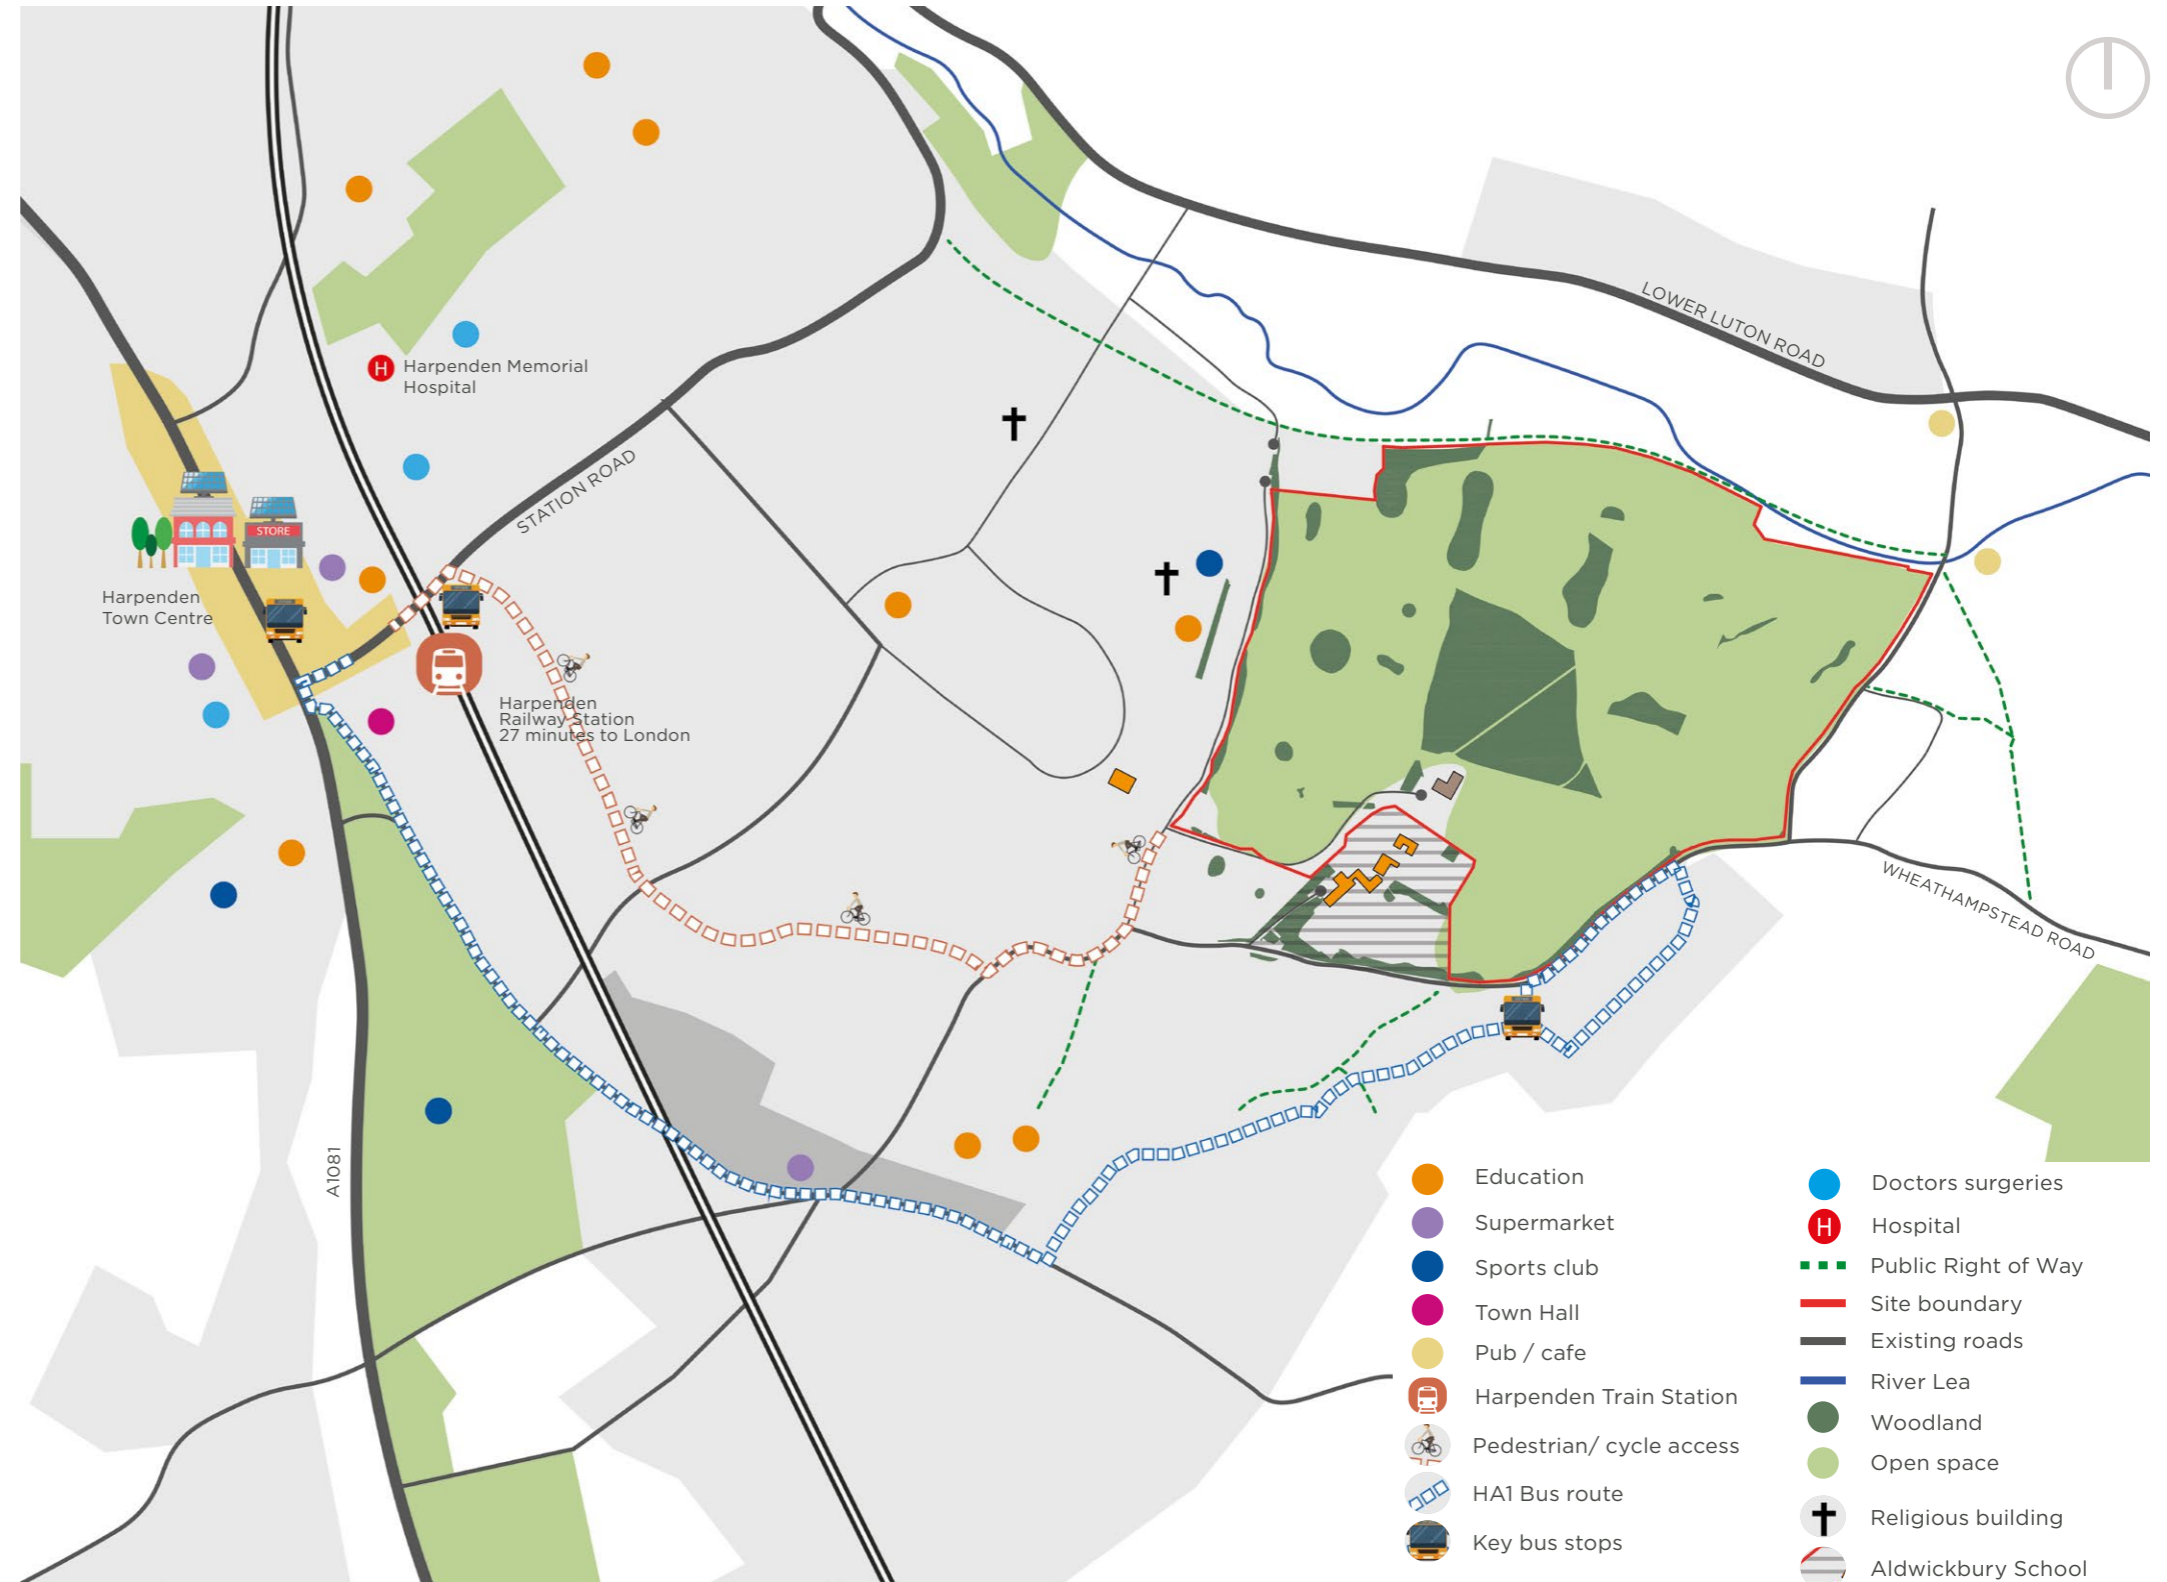 LOWER LUTON ROAD
H
Harpenden Memorial
Hospital
STATION ROAD
STORE
Harpenden
Town Centre
Harpenden
Railway Station
27 minutes to London
WHEATHAMPSTEAD ROAD
A1081
Education
Supermarket
Sports club
Town Hall
Pub / cafe
Harpenden Train Station
Pedestrian/ cycle access
HA1 Bus route
Key bus stops
Doctors surgeries
H
Hospital
Public Right of Way
Site boundary
Existing roads
River Lea
Woodland
Open space
Religious building
Aldwickbury School